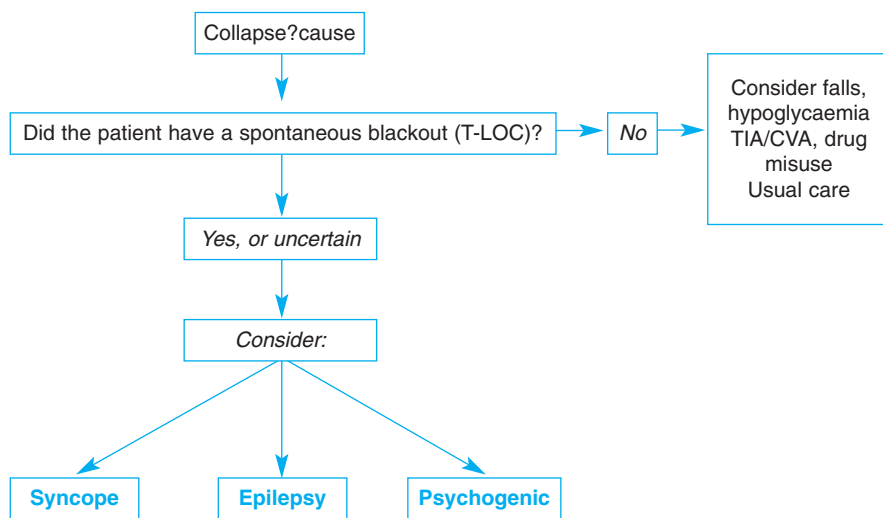 Collapse?cause
Did the patient have a spontaneous blackout (T-LOC)?
No
Consider falls,
hypoglycaemia
TIA/CVA, drug
misuse
Usual care
Yes, or uncertain
Consider:
Syncope
Epilepsy
Psychogenic